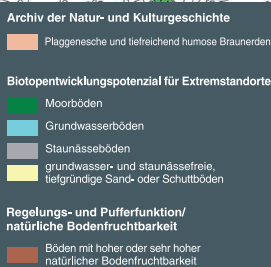 Archiv der Natur- und Kulturgeschichte
Plaggenesche und tiefreichend humose Braunerden
Biotopentwicklungspotenzial für Extremstandorte
Moorböden
Grundwasserböden
Staunässeböden
grundwasser- und staunässefreie,
tiefgründige Sand- oder Schuttböden
Regelungs- und Pufferfunktion/
natürliche Bodenfruchtbarkeit
Böden mit hoher oder sehr hoher
natürlicher Bodenfruchtbarkeit